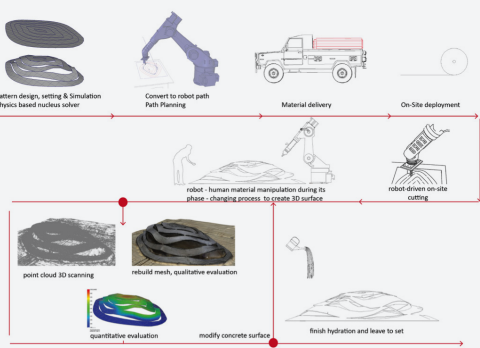 attern design, setting & Simulation
hysics based nucleus solver
Convert to robot path
Path Planning
Material delivery
On-Site deployment
robot - human material manipulation during its
phase - changing process to create 3D surface
robot-driven on-site
cutting
point cloud 3D scanning
rebuild mesh, qualitative evaluation
quantitative evaluation
modify concrete surface
finish hydration and leave to set